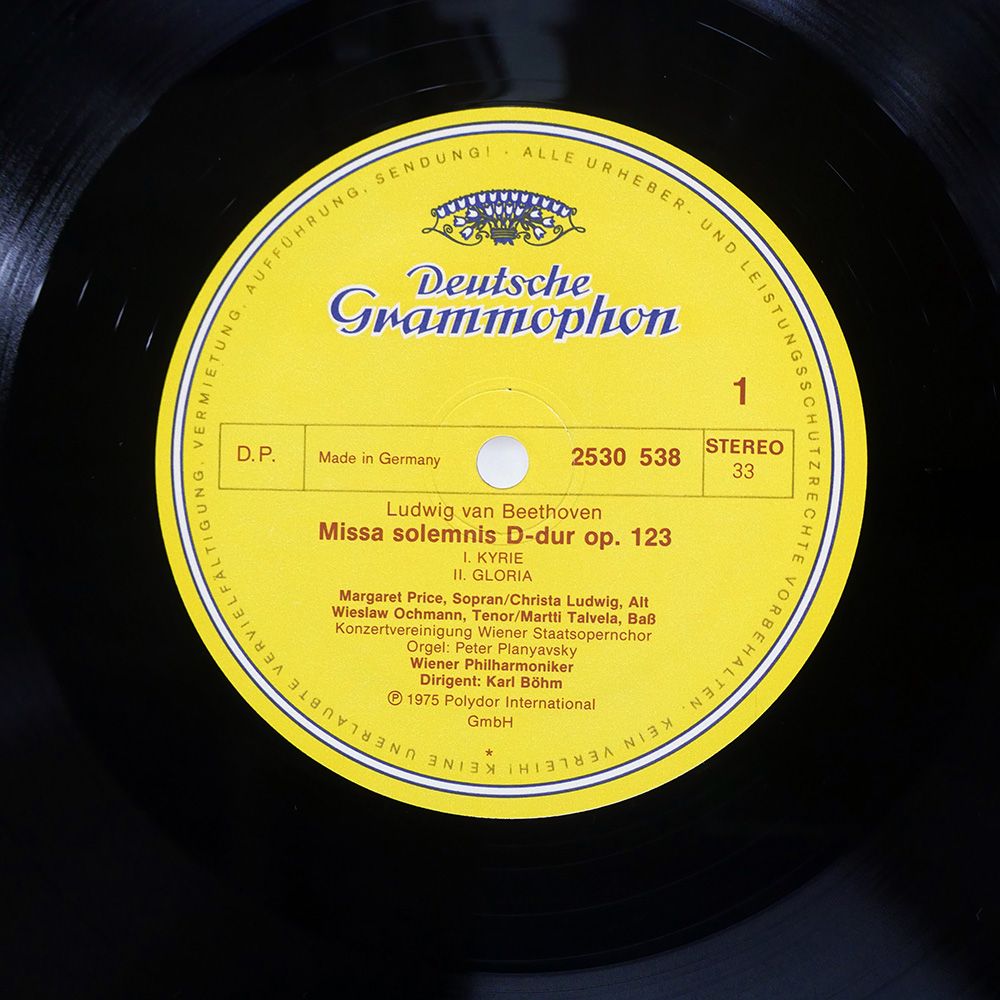 ALLE URHEBER- UND LEISTUNGSSCHUTZRECHTE VORBEHALTEN. KEIN VERLEIH! KEINE UNERLAUBTE VERVIELFÄLTIGUNG, VERMIETUNG, AUFFÜHRUNG, SENDUNG! ·
Deutsche
Grammophon
1
D.P.
Made in Germany
2530 538
STEREO
33
Ludwig van Beethoven
Missa solemnis D-dur op. 123
I. KYRIE
II. GLORIA
Margaret Price, Sopran/Christa Ludwig, Alt
Wieslaw Ochmann, Tenor/Martti Talvela, Baß
Konzertvereinigung Wiener Staatsopernchor
Orgel: Peter Planyavsky
Wiener Philharmoniker
Dirigent: Karl Böhm
℗ 1975 Polydor International
GmbH
*